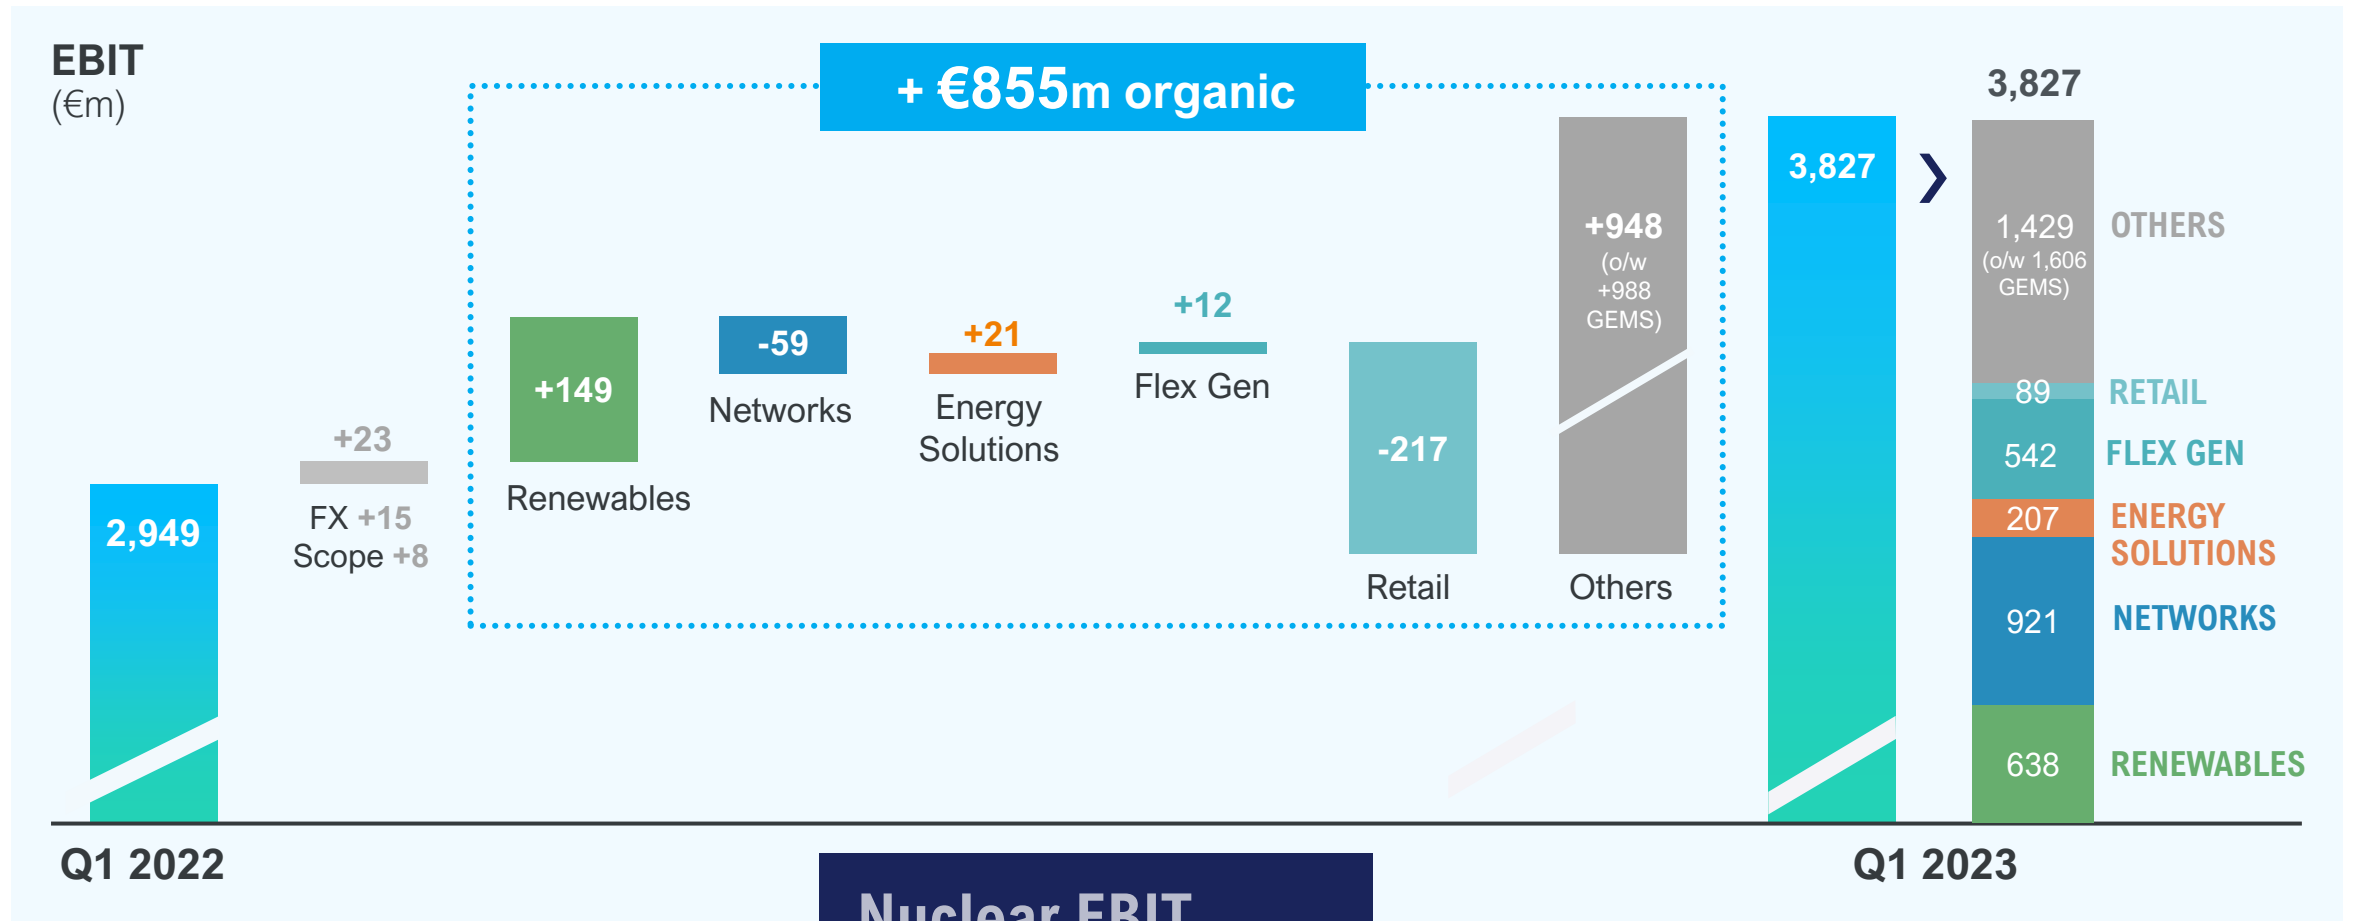 EBIT
(€m)
+ €855m organic
2,949
+23
FX +15
Scope +8
+149
Renewables
-59
Networks
+21
Energy
Solutions
+12
Flex Gen
-217
Retail
+948
(o/w
+988
GEMS)
Others
3,827
3,827
1,429
(o/w 1,606
GEMS)
OTHERS
89
RETAIL
542
FLEX GEN
207
ENERGY
SOLUTIONS
921
NETWORKS
638
RENEWABLES
Q1 2022
Q1 2023
Nuclear EBIT